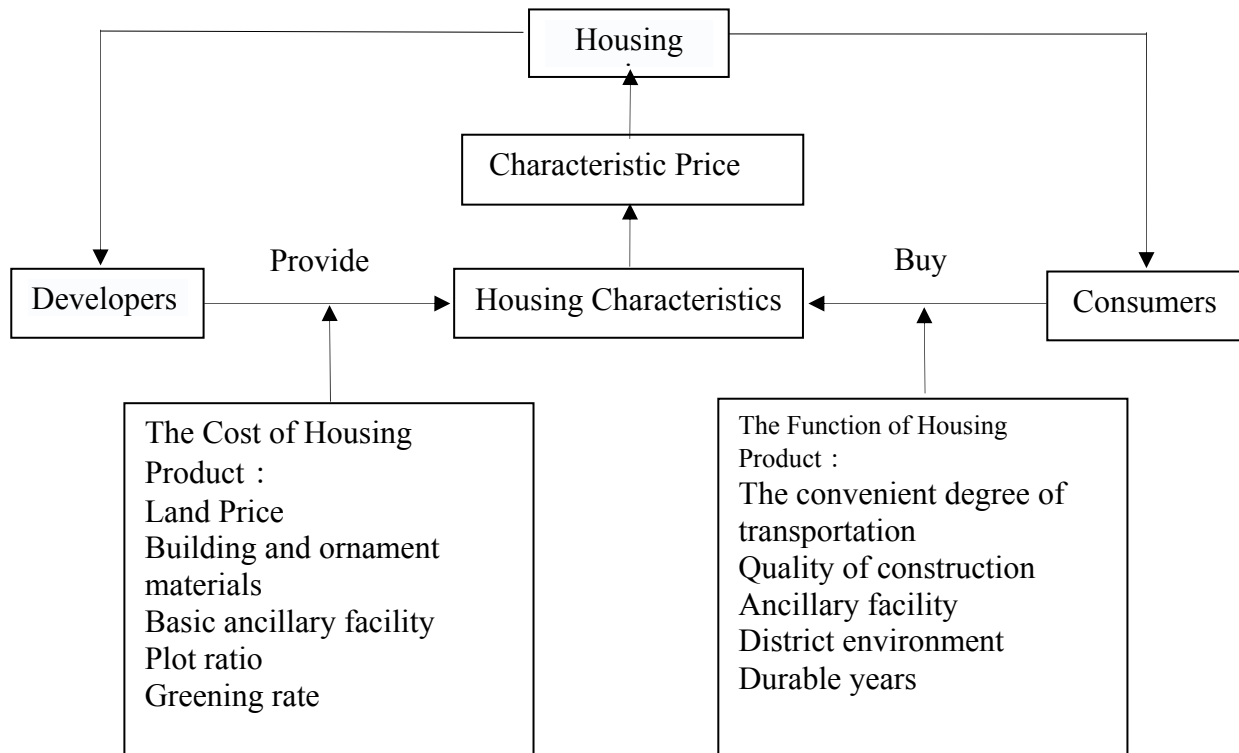 Housing
Characteristic Price
Provide
Buy
Developers
Housing Characteristics
Consumers
The Cost of Housing
Product：
Land Price
Building and ornament
materials
Basic ancillary facility
Plot ratio
Greening rate
The Function of Housing
Product：
The convenient degree of
transportation
Quality of construction
Ancillary facility
District environment
Durable years